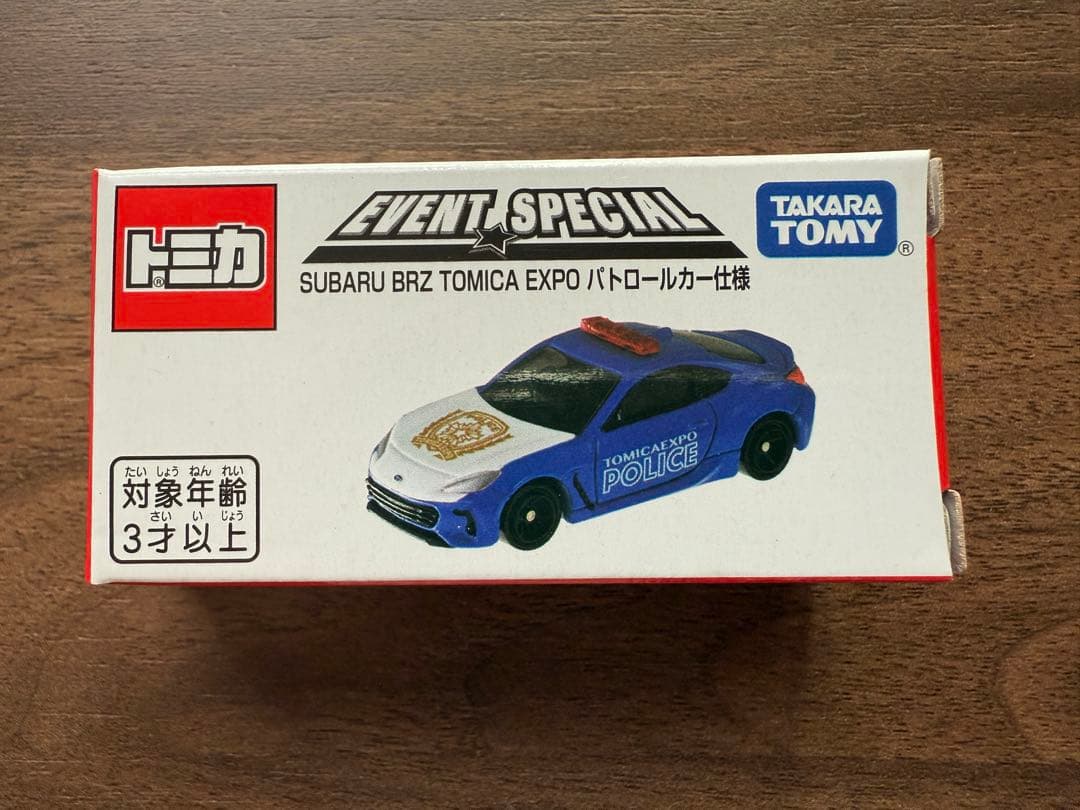 トミカ
®
EVENT SPECIAL
SUBARU BRZ TOMICA EXPO パトロールカー仕様
TAKARA
TOMY
®
TOMICAEXPO
POLICE
たい しょう ねん れい
対象年齢
さい い じょう
3才以上